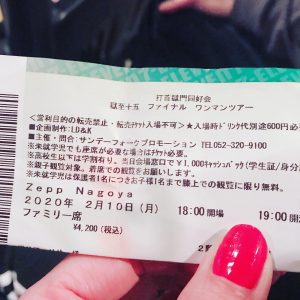 打首獄門同好会
獄至十五 ファイナル ワンマンツアー
<営利目的の転売禁止・転売チケット入場不可>★入場時ドリンク代別途600円必
■企画制作:LD&K
■主催・問合:サンデーフォークプロモーション TEL052-320-9100
※未就学児でも座席が必要な場合はチケット必要。
※高校生以下は学割有り。当日会場窓口で¥1,000キャッシュバック(学生証/身分
※親子席です。着席での観覧をお願いします。
※未就学児は保護者1名につきお子様1名まで膝上での観覧に限り無料。
Zepp Nagoya
2020年 2月10日(月) 18:00開場 19:00開
ファミリー席
¥4,200(税込)